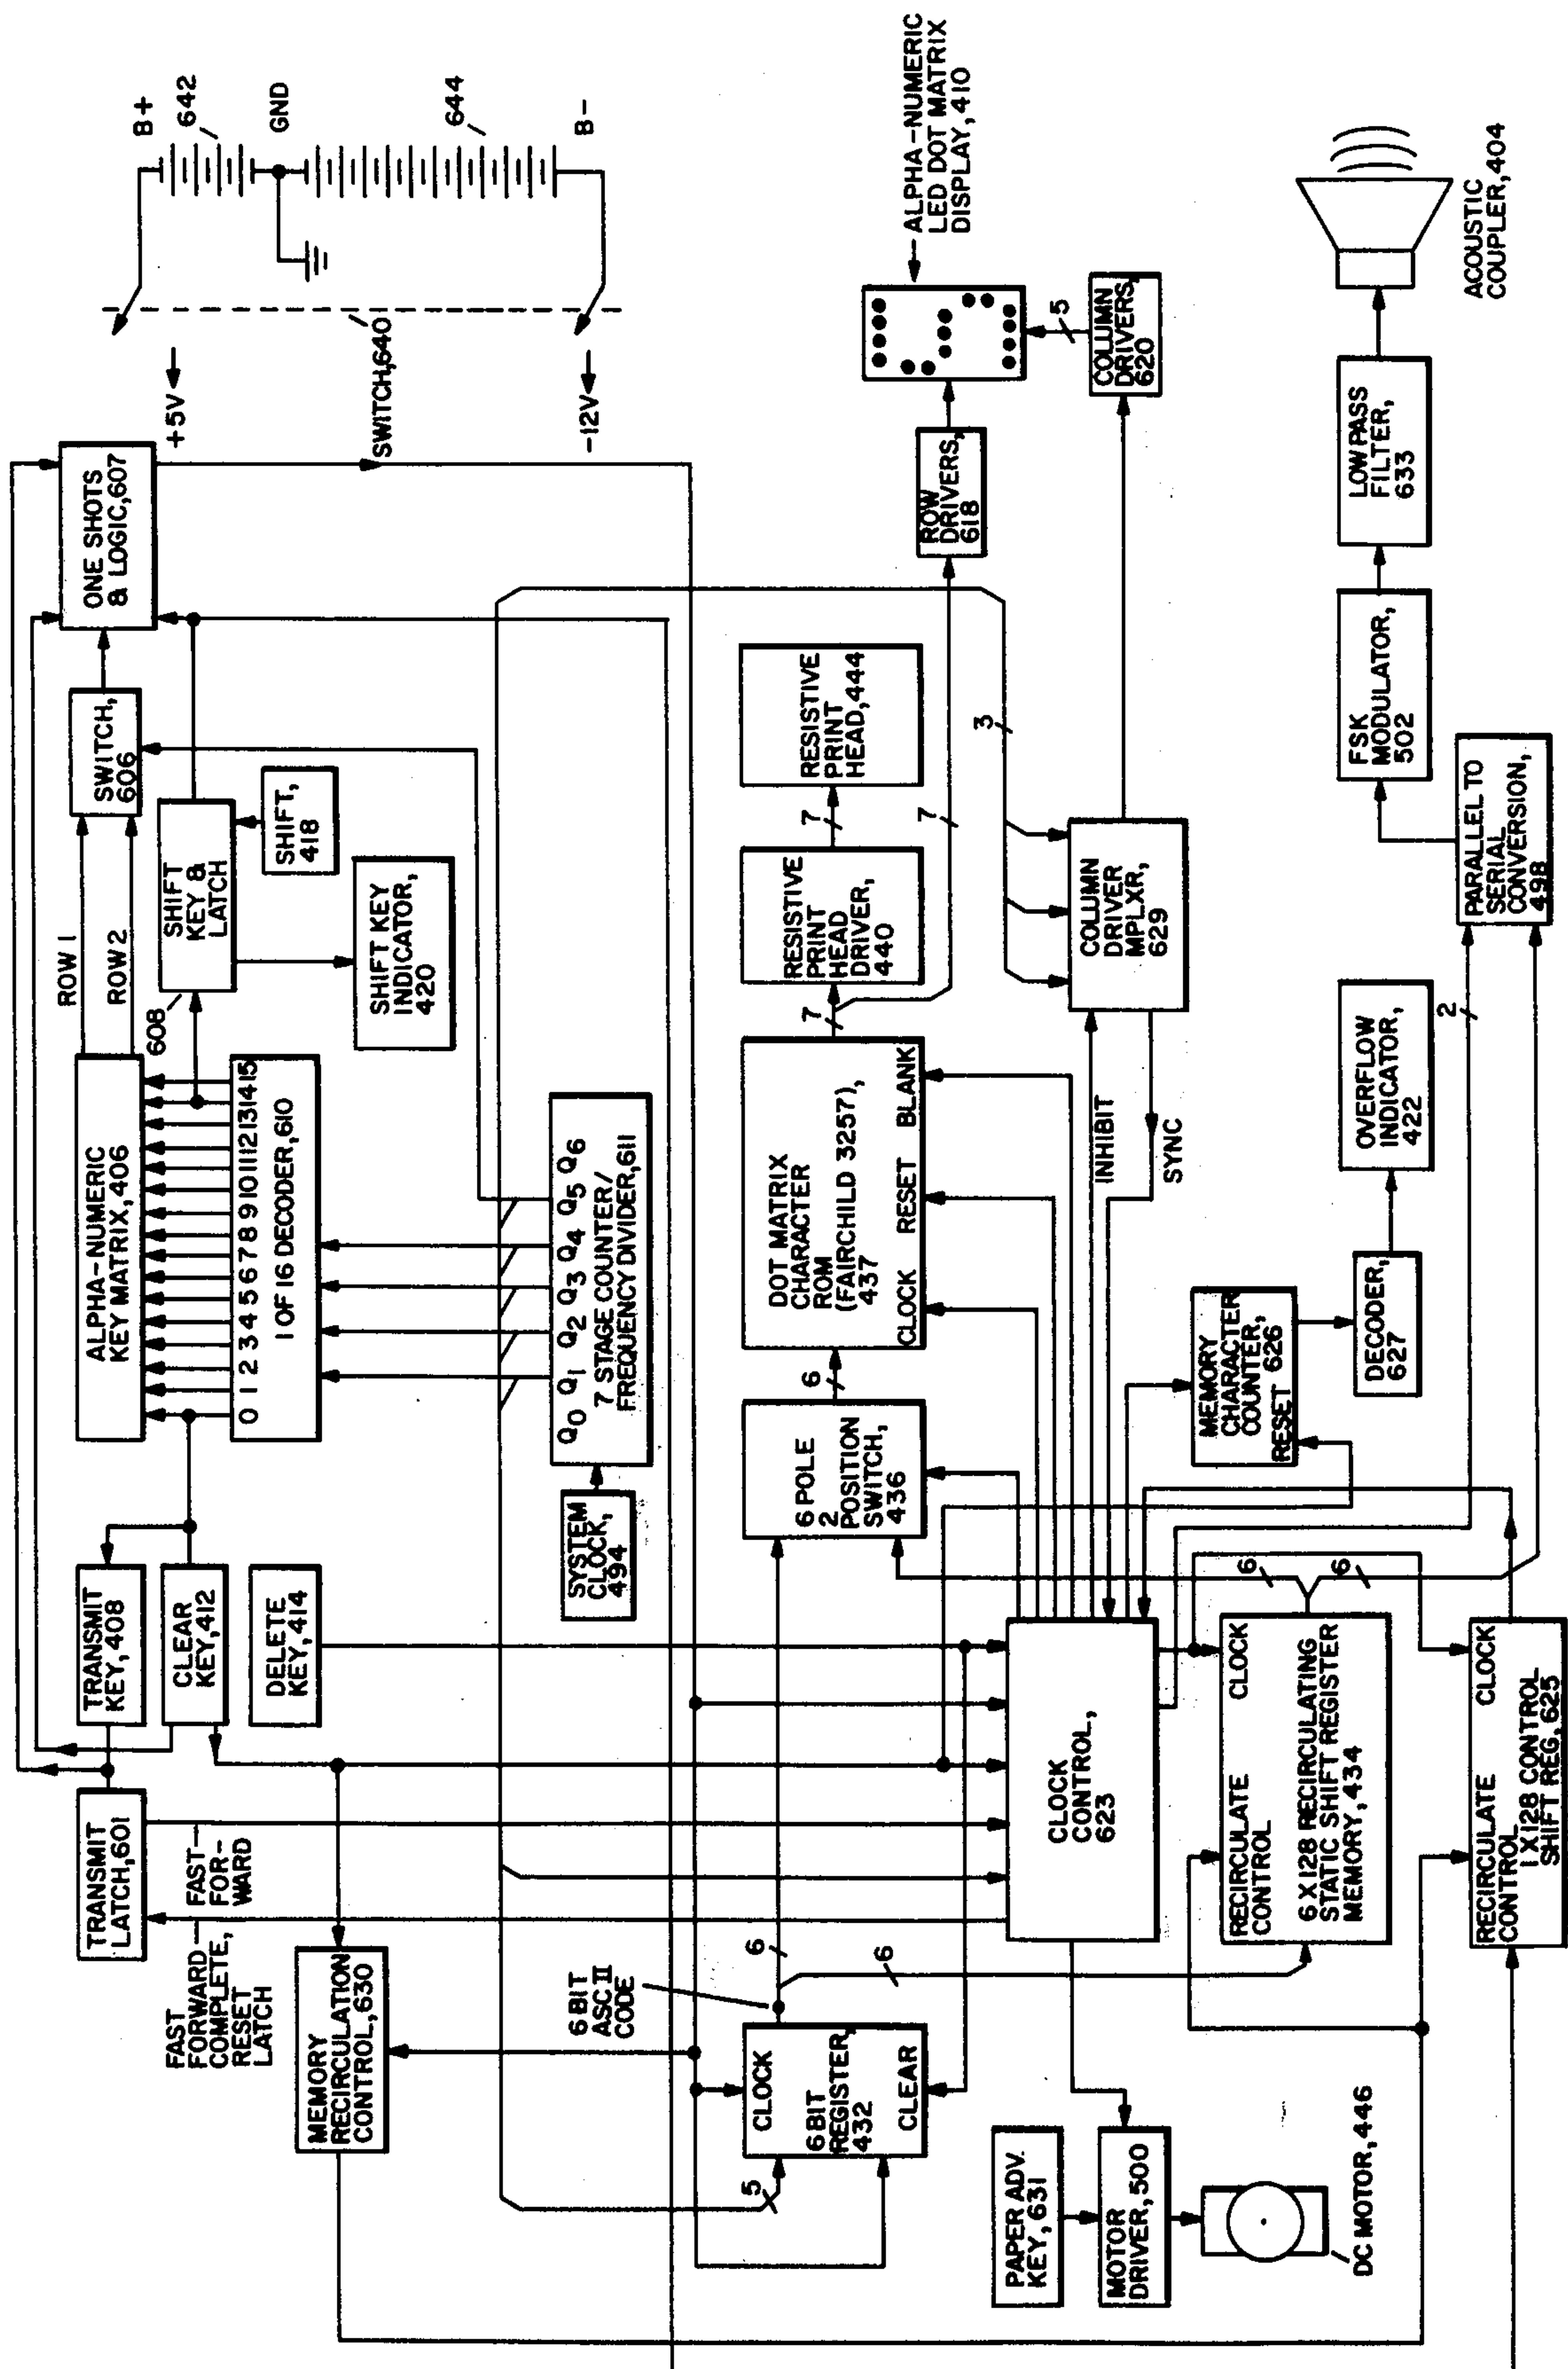 TRANSMIT
LATCH,601
TRANSMIT
KEY,408
CLEAR
KEY,412
DELETE
KEY,414
FAST
FORWARD
COMPLETE,
RESET
LATCH
FAST
FOR-
WARD
MEMORY
RECIRCULATION
CONTROL,630
ALPHA-NUMERIC
KEY MATRIX,406
0 1 2 3 4 5 6 7 8 9 10 11 12 13 14 15
1 OF 16 DECODER,610
ROW 1
ROW 2
608
SWITCH,
606
ONE SHOTS
& LOGIC,607
SHIFT
KEY &
LATCH
SHIFT,
418
SHIFT KEY
INDICATOR,
420
SYSTEM
CLOCK,
494
Q0 Q1 Q2 Q3 Q4 Q5 Q6
7 STAGE COUNTER/
FREQUENCY DIVIDER,611
B+
642
GND
644
B-
+5V
SWITCH,640
-12V
6 BIT
ASC II
CODE
6
6
5
CLOCK
6 BIT
REGISTER,
432
CLEAR
6 POLE
2
POSITION
SWITCH,
436
6
DOT MATRIX
CHARACTER
ROM
(FAIRCHILD 3257),
437
CLOCK RESET BLANK
7
RESISTIVE
PRINT
HEAD
DRIVER,
440
7
7
RESISTIVE
PRINT
HEAD,444
3
ROW
DRIVERS,
618
ALPHA-NUMERIC
LED DOT MATRIX
DISPLAY,410
5
COLUMN
DRIVERS,
620
COLUMN
DRIVER
MPLXR,
629
INHIBIT
SYNC
PAPER ADV.
KEY,631
MOTOR
DRIVER,500
DC MOTOR,446
CLOCK
CONTROL,
623
MEMORY
CHARACTER
COUNTER,
RESET 626
DECODER,
627
OVERFLOW
INDICATOR,
422
RECIRCULATE
CONTROL
CLOCK
6 X 128 RECIRCULATING
STATIC SHIFT REGISTER
MEMORY,434
6
6
2
RECIRCULATE
CONTROL
CLOCK
1 X 128 CONTROL
SHIFT REG,625
PARALLEL TO
SERIAL
CONVERSION,
498
FSK
MODULATOR,
502
LOW PASS
FILTER,
633
ACOUSTIC
COUPLER,404